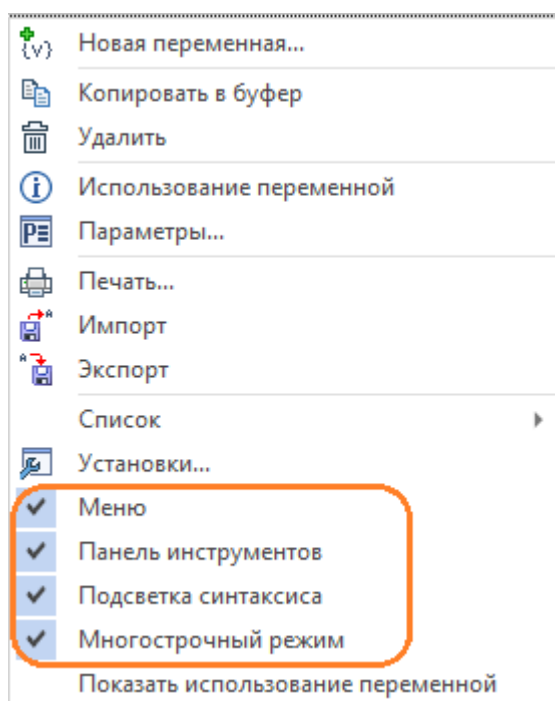 Новая переменная...
Копировать в буфер
Удалить
Использование переменной
Параметры...
Печать...
Импорт
Экспорт
Список
Установки...
Меню
Панель инструментов
Подсветка синтаксиса
Многострочный режим
Показать использование переменной